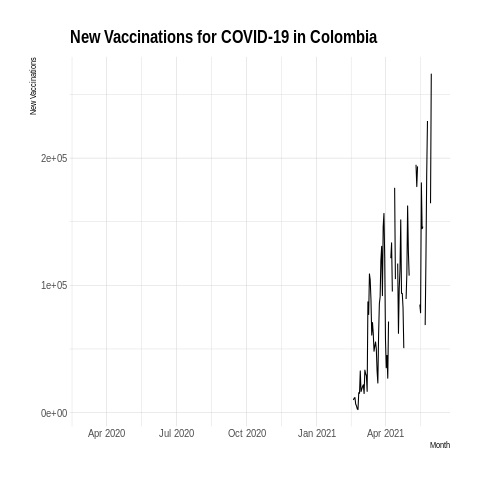 New Vaccinations for COVID-19 in Colombia
New Vaccinations
2e+05
1e+05
0e+00
Apr 2020 Jul 2020 Oct 2020 Jan 2021 Apr 2021
Month